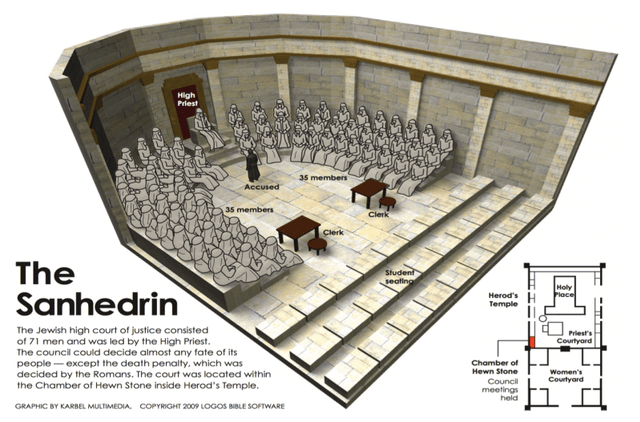 High
Priest
Accused
35 members
35 members
Clerk
Clerk
Student
seating
The
Sanhedrin
The Jewish high court of justice consisted
of 71 men and was led by the High Priest.
The council could decide almost any fate of its
people — except the death penalty, which was
decided by the Romans. The court was located within
the Chamber of Hewn Stone inside Herod's Temple.
GRAPHIC BY KARBEL MULTIMEDIA, COPYRIGHT 2009 LOGOS BIBLE SOFTWARE
Herod's
Temple
Holy
Place
Priest's
Courtyard
Chamber of
Hewn Stone
Council
meetings
held
Women's
Courtyard